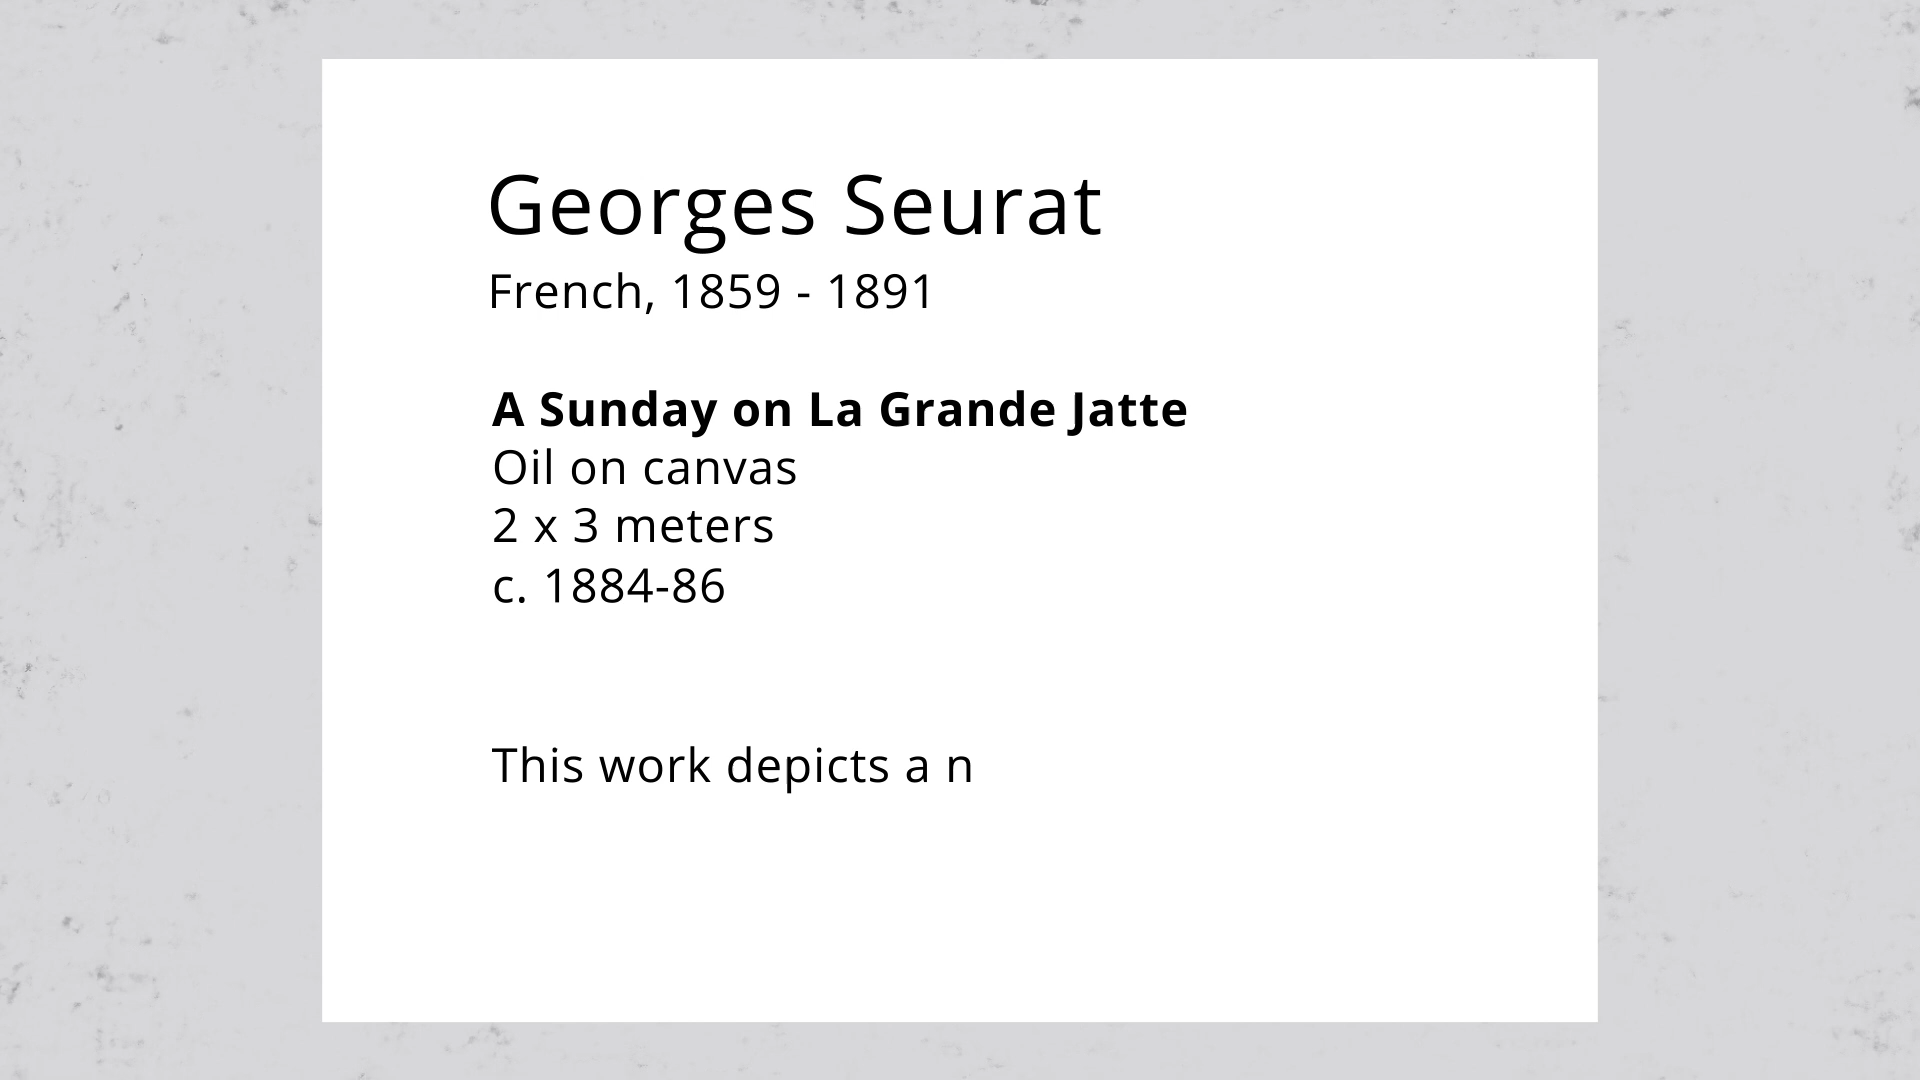 Georges Seurat
French, 1859 - 1891
A Sunday on La Grande Jatte
Oil on canvas
2 x 3 meters
c. 1884-86
This work depicts a n